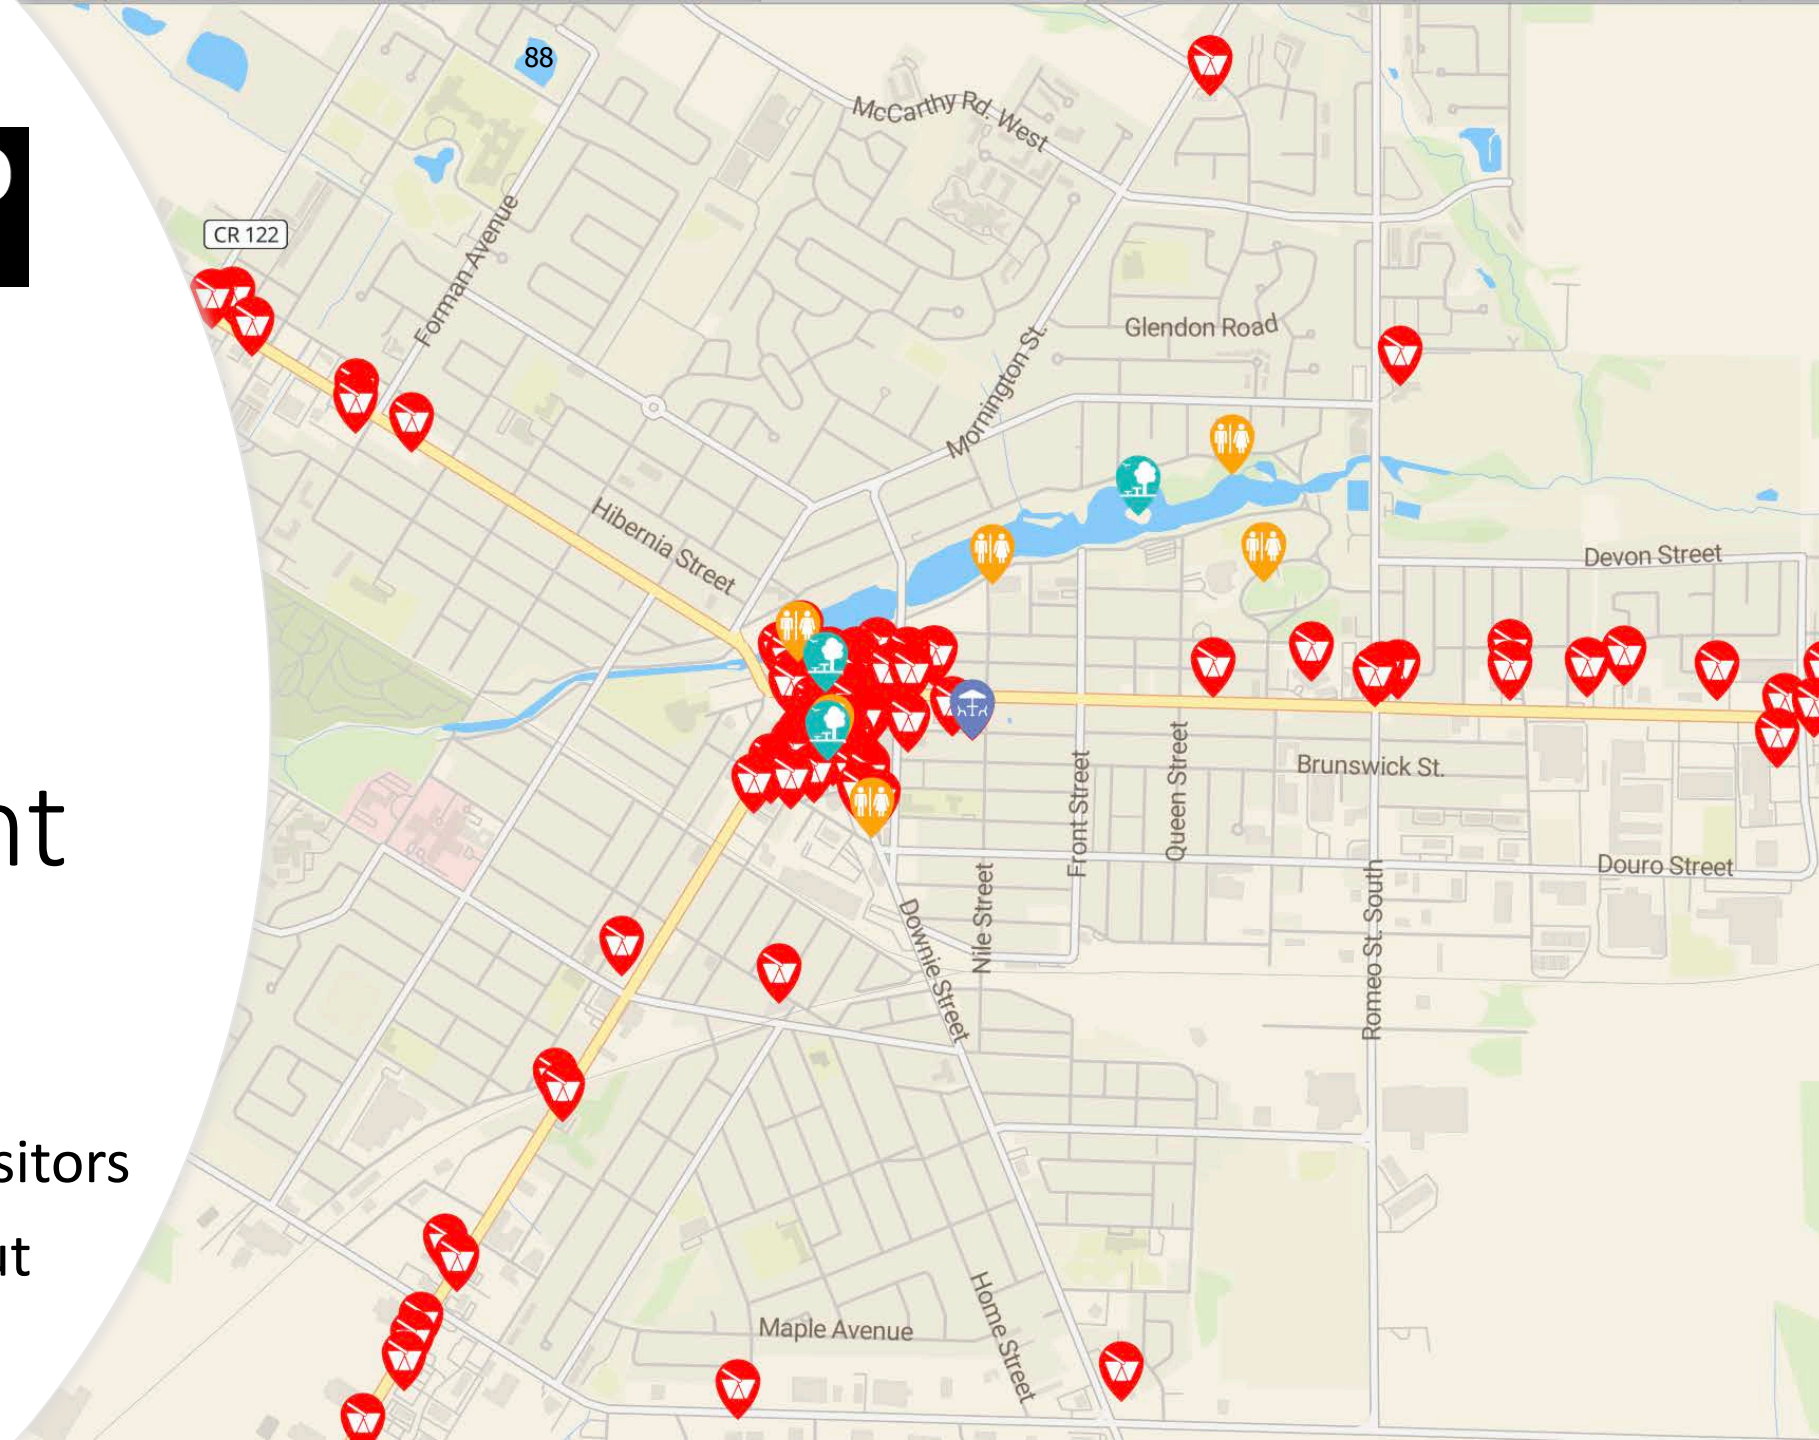 88
McCarthy Rd. West
CR 122
Forman Avenue
Glendon Road
Mornington St.
Hibernia Street
Devon Street
nt
Brunswick St.
Front Street
Queen Street
Douro Street
Nile Street
Downie Street
Romeo St. South
sitors
ut
Maple Avenue
Home Street